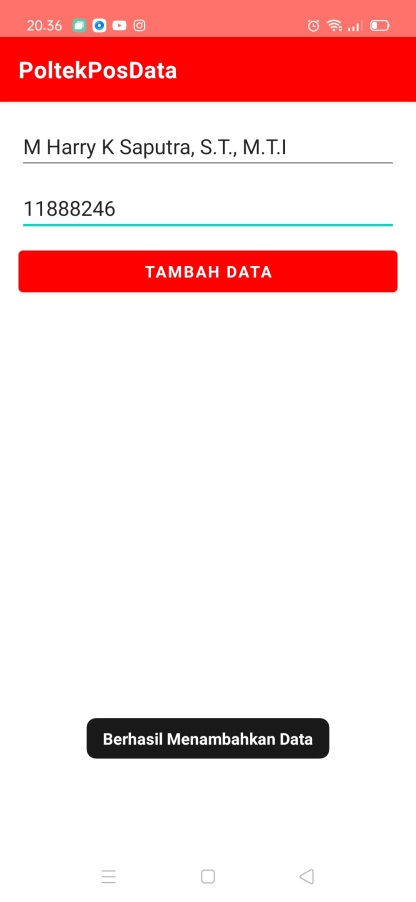 20.36
PoltekPosData
M Harry K Saputra, S.T., M.T.I
11888246
TAMBAH DATA
Berhasil Menambahkan Data